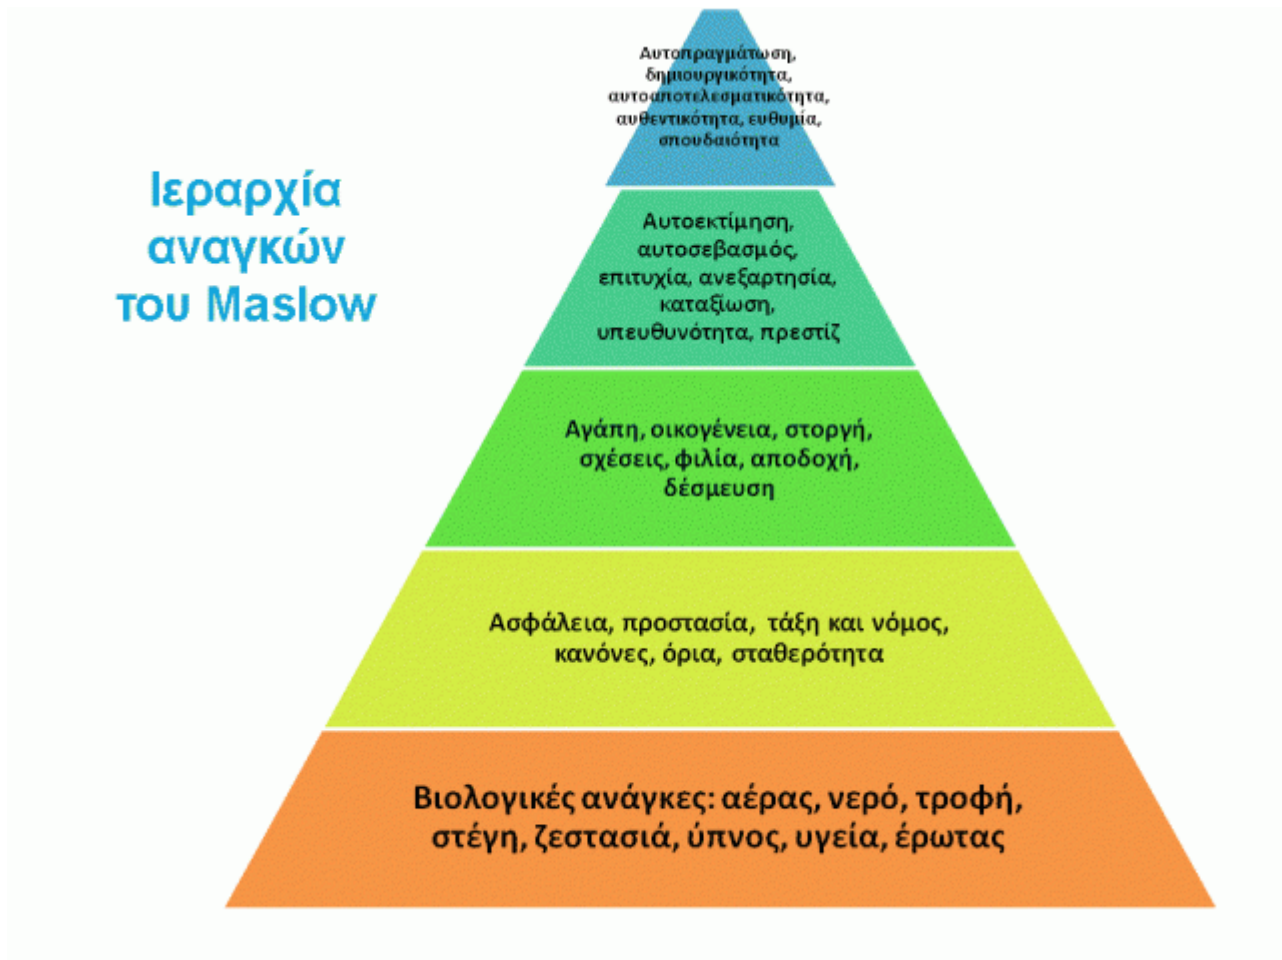 Ιεραρχία
αναγκών
του Maslow
Αυτοπραγμάτωση,
δημιουργικότητα,
αυτοαποτελεσματικότητα,
αυθεντικότητα, ευθυμία,
σπουδαιότητα
Αυτοεκτίμηση,
αυτοσεβασμός,
επιτυχία, ανεξαρτησία,
καταξίωση,
υπευθυνότητα, πρεστίζ
Αγάπη, οικογένεια, στοργή,
σχέσεις, φιλία, αποδοχή,
δέσμευση
Ασφάλεια, προστασία, τάξη και νόμος,
κανόνες, όρια, σταθερότητα
Βιολογικές ανάγκες: αέρας, νερό, τροφή,
στέγη, ζεστασιά, ύπνος, υγεία, έρωτας